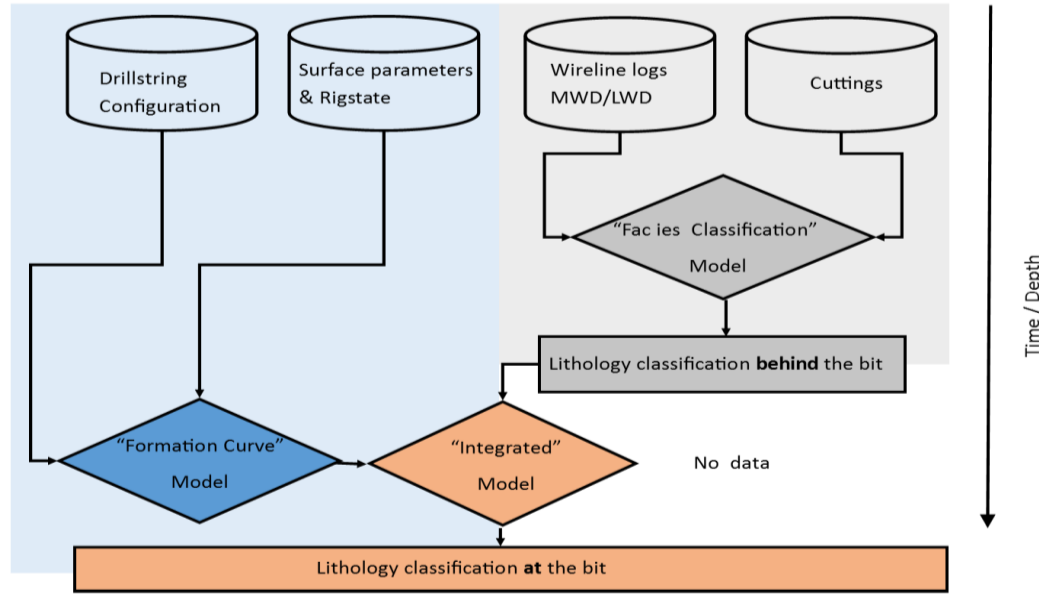 Drillstring
Configuration
Surface parameters
& Rigstate
Wireline logs
MWD/LWD
Cuttings
“Fac ies Classification”
Model
Lithology classification behind the bit
“Formation Curve”
Model
“Integrated”
Model
No data
Lithology classification at the bit
Time / Depth